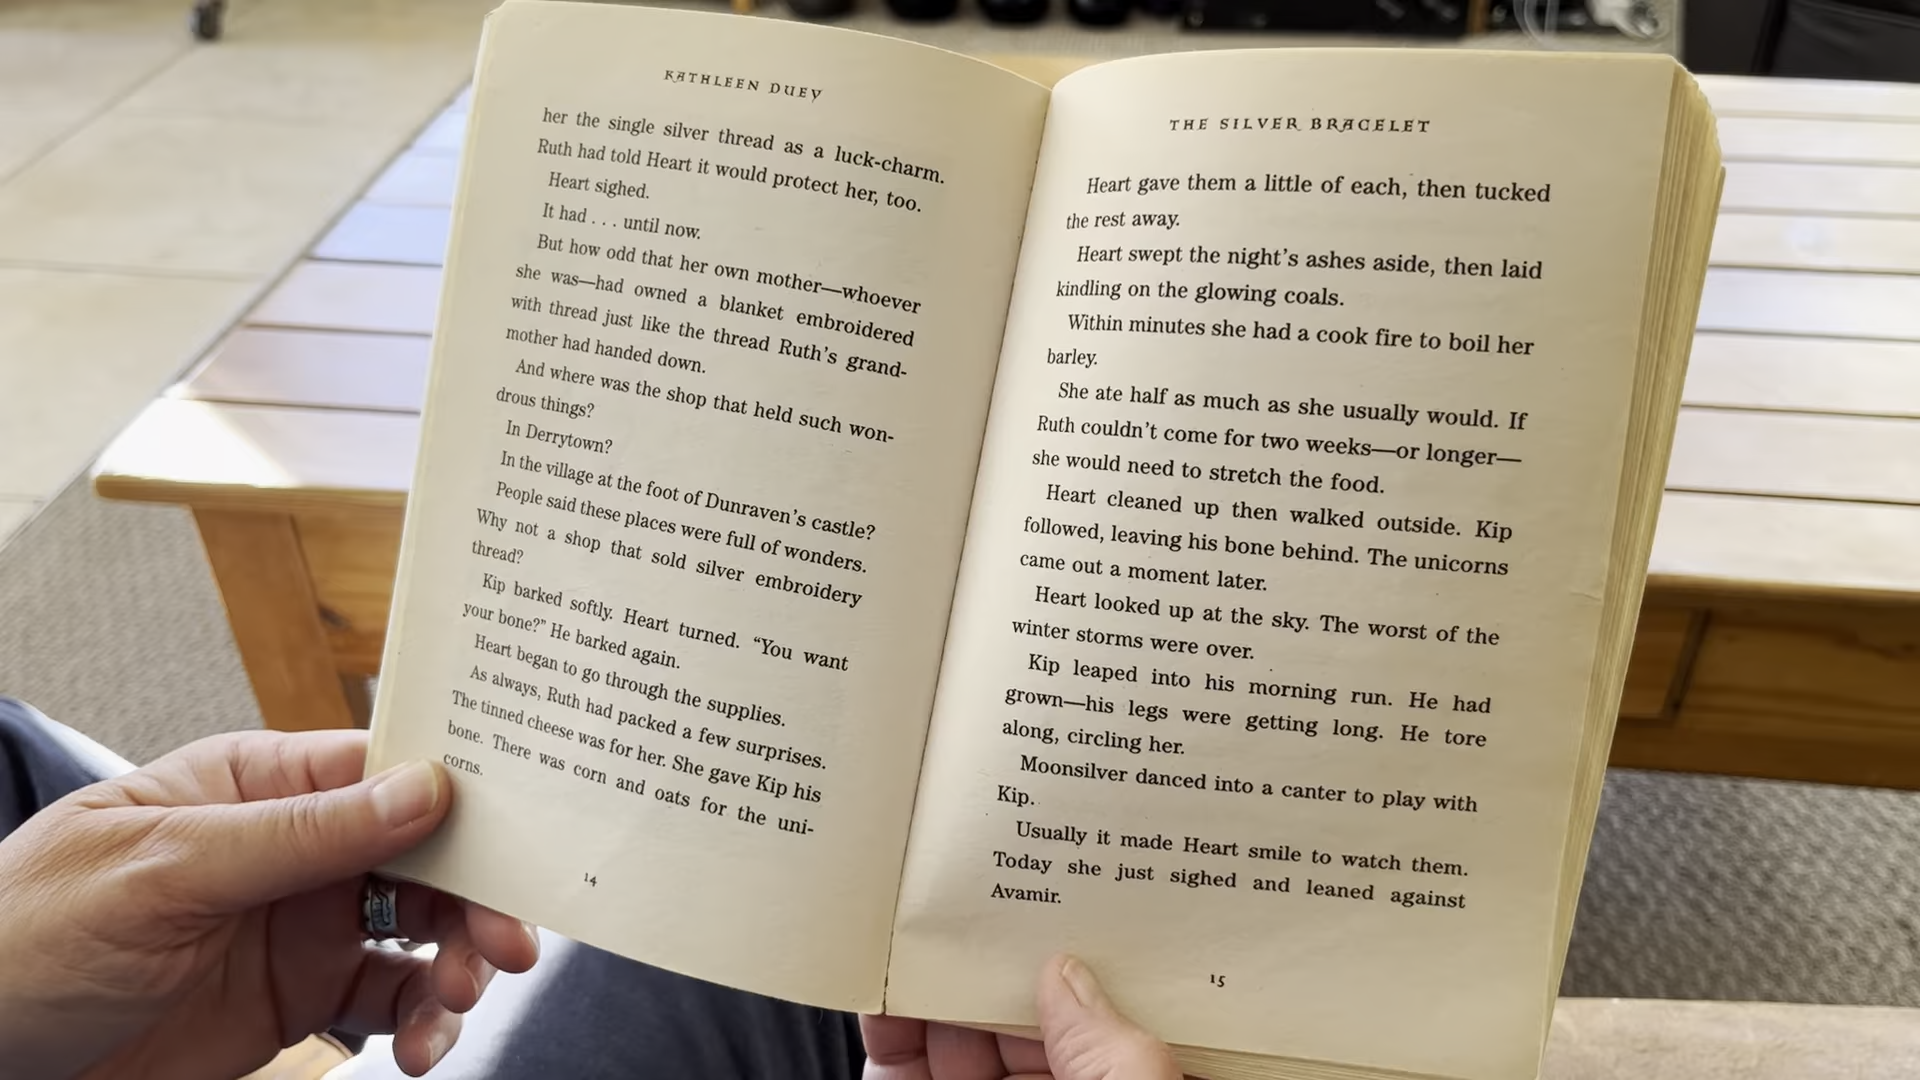 KATHLEEN DUEY
her the single silver thread as a luck-charm.
Ruth had told Heart it would protect her, too.
Heart sighed.
It had . . . until now.
But how odd that her own mother—whoever
she was—had owned a blanket embroidered
with thread just like the thread Ruth's grand-
mother had handed down.
And where was the shop that held such won-
drous things?
In Derrytown?
In the village at the foot of Dunraven's castle?
People said these places were full of wonders.
Why not a shop that sold silver embroidery
thread?
Kip barked softly. Heart turned. "You want
your bone?" He barked again.
Heart began to go through the supplies.
As always, Ruth had packed a few surprises.
The tinned cheese was for her. She gave Kip his
bone. There was corn and oats for the uni-
corns.
14
THE SILVER BRACELET
Heart gave them a little of each, then tucked
the rest away.
Heart swept the night's ashes aside, then laid
kindling on the glowing coals.
Within minutes she had a cook fire to boil her
barley.
She ate half as much as she usually would. If
Ruth couldn't come for two weeks—or longer—
she would need to stretch the food.
Heart cleaned up then walked outside. Kip
followed, leaving his bone behind. The unicorns
came out a moment later.
Heart looked up at the sky. The worst of the
winter storms were over.
Kip leaped into his morning run. He had
grown—his legs were getting long. He tore
along, circling her.
Moonsilver danced into a canter to play with
Kip.
Usually it made Heart smile to watch them.
Today she just sighed and leaned against
Avamir.
15